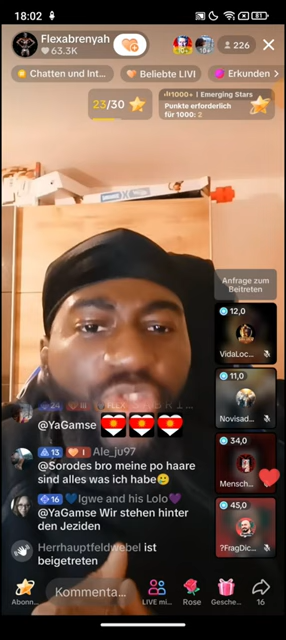 18:02
81
Flexabrenyah
63.3K
226
Chatten und Int...
Beliebte LIVI
Erkunden
23/30
1000+ | Emerging Stars
Punkte erforderlich
für 1000: 2
Anfrage zum
Beitreten
12,0
VidaLoc...
11,0
Novisad...
34,0
Mensch...
45,0
?FragDic...
@YaGamse
13 I Ale_ju97
@Sorodes bro meine po haare
sind alles was ich habe
16 Igwe and his Lolo
@YaGamse Wir stehen hinter
den Jeziden
Herrhauptfeldwebel ist
beigetreten
Abonn...
Kommenta...
LIVE mi...
Rose
Gesche...
16